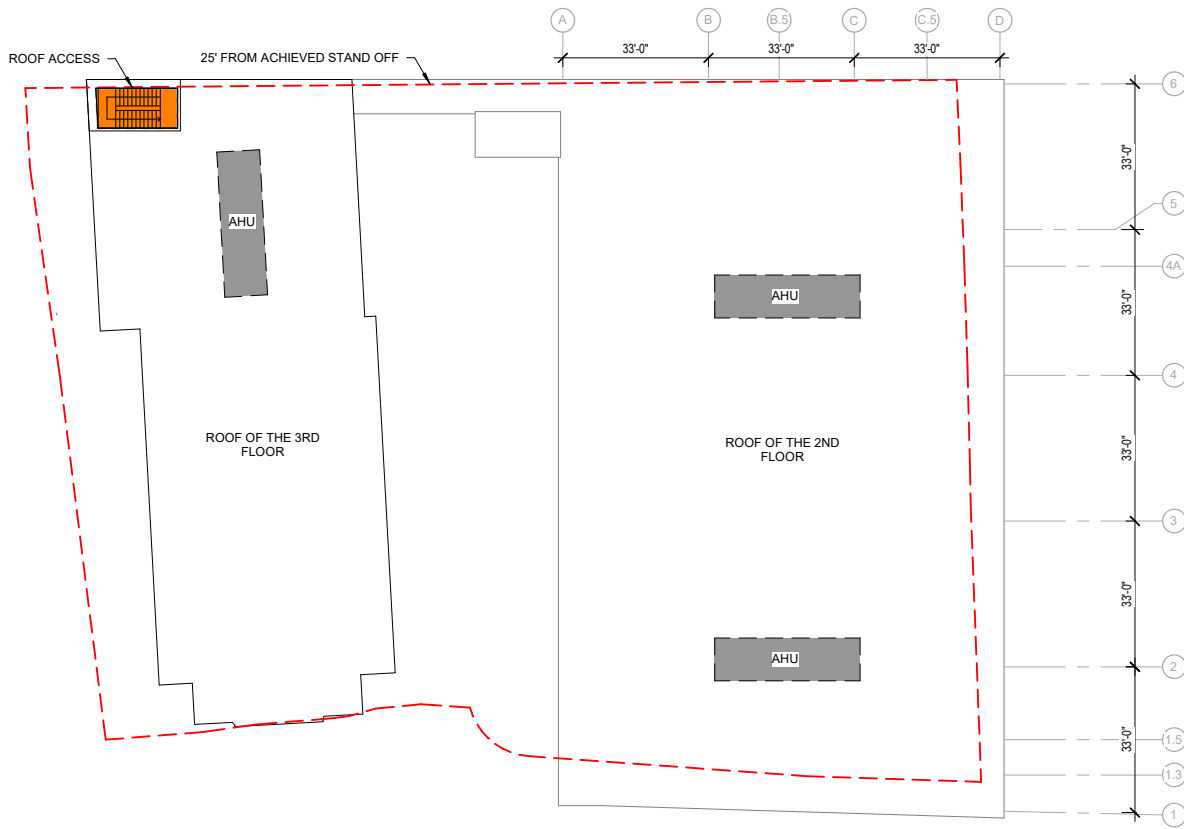 A
B
B.5
C
C.5
D
33'-0"
33'-0"
33'-0"
ROOF ACCESS
25' FROM ACHIEVED STAND OFF
6
33'-0"
5
AHU
4A
AHU
33'-0"
4
ROOF OF THE 3RD
FLOOR
ROOF OF THE 2ND
FLOOR
33'-0"
3
33'-0"
AHU
2
33'-0"
1.5
1.3
1